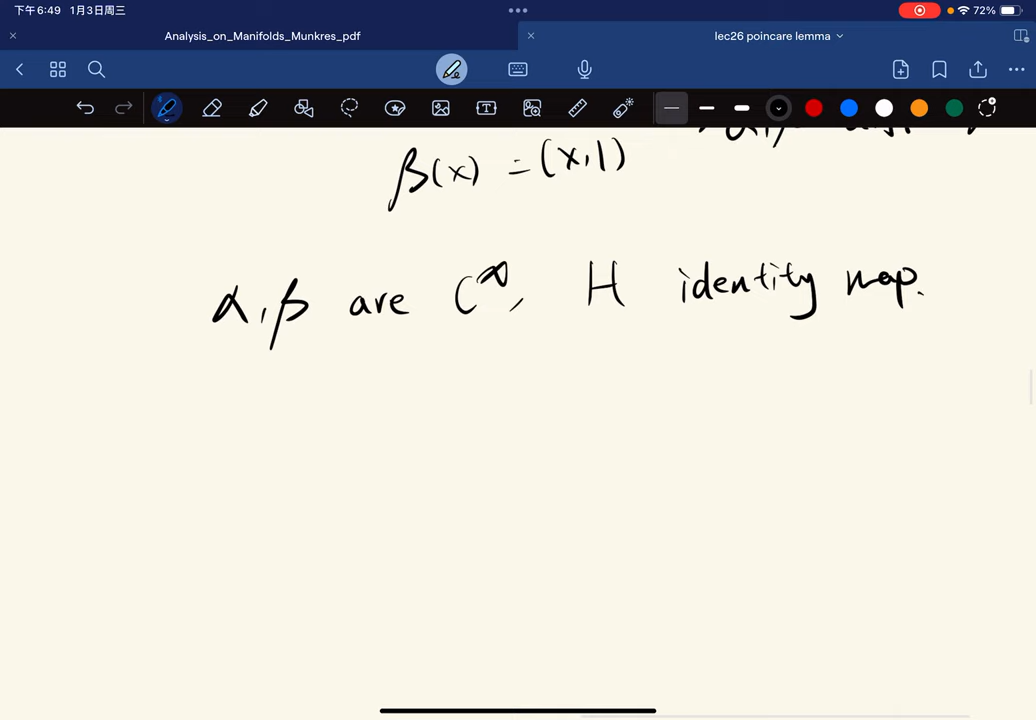 下午6:49 1月3日周三
72%
Analysis_on_Manifolds_Munkres_pdf
lec26 poincare lemma
β(x) = (x,1)
α,β are C^∞, H identity map.